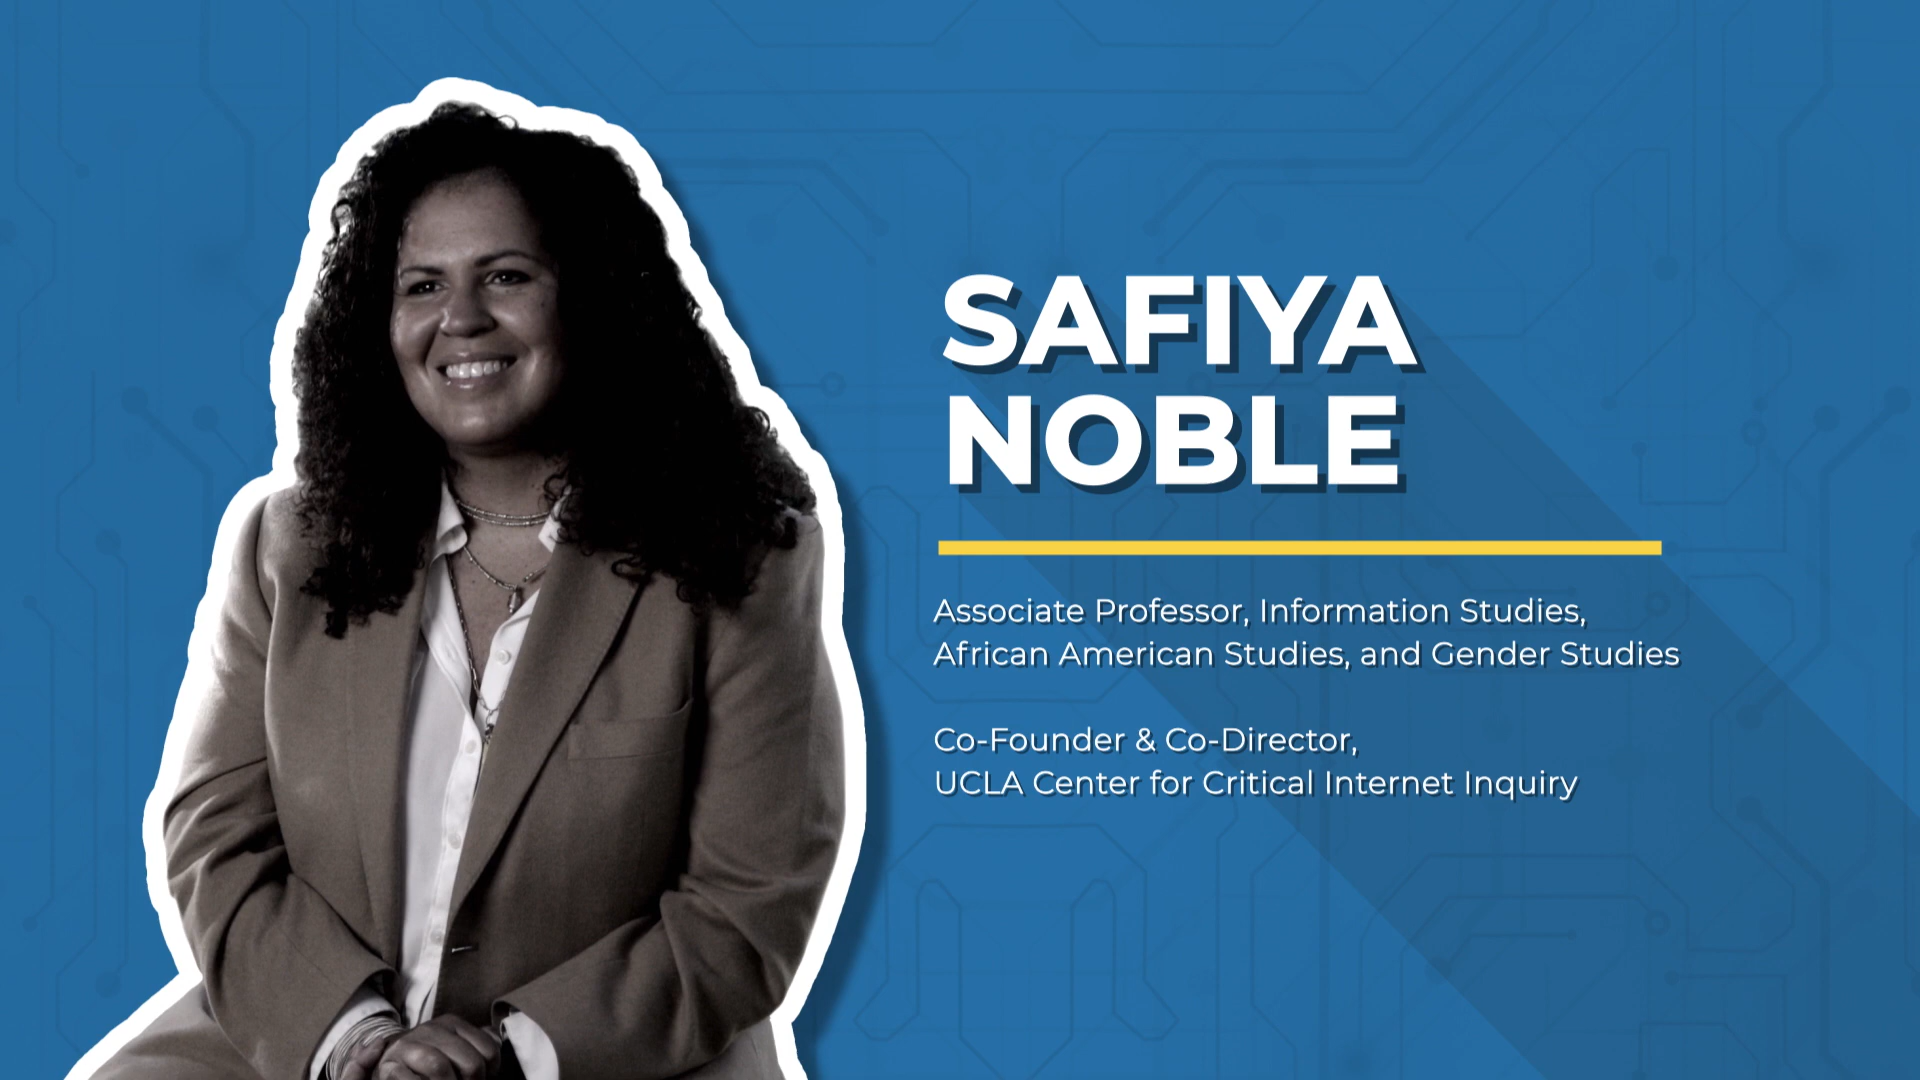 SAFIYA
NOBLE
Associate Professor, Information Studies,
African American Studies, and Gender Studies
Co-Founder & Co-Director,
UCLA Center for Critical Internet Inquiry